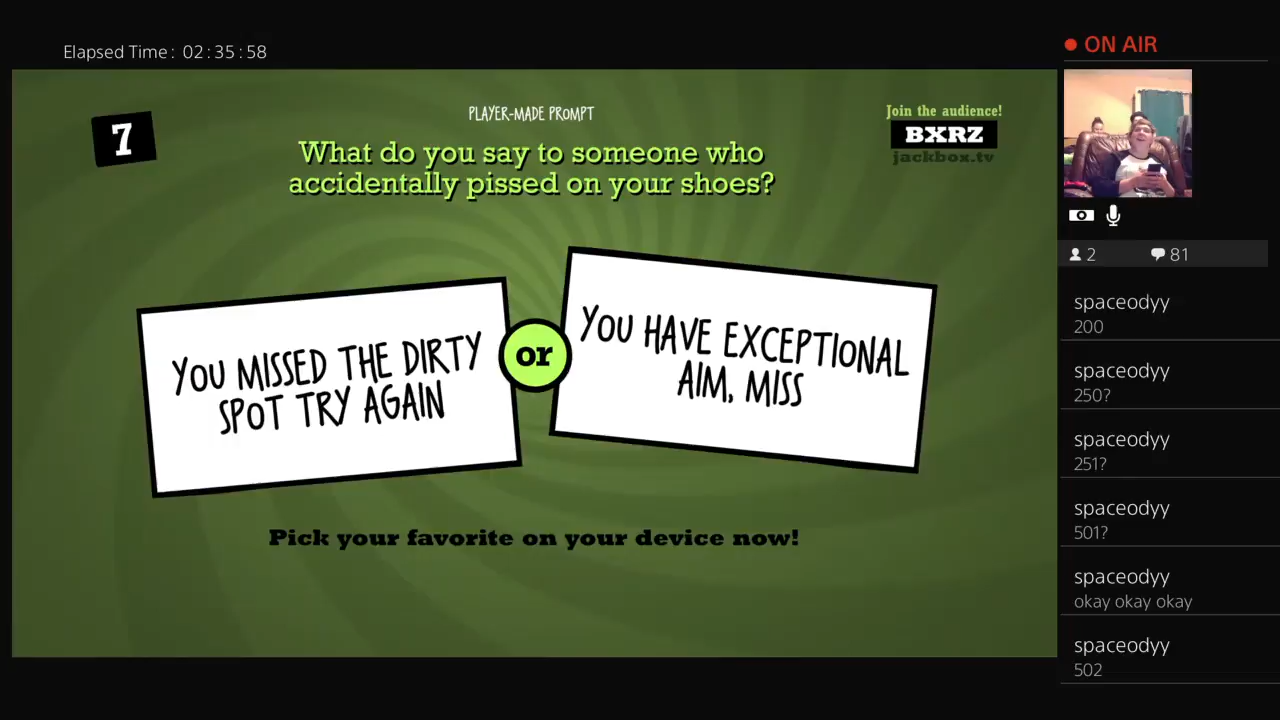 Elapsed Time: 02:35:58
ON AIR
7
PLAYER-MADE PROMPT
What do you say to someone who
accidentally pissed on your shoes?
Join the audience!
BXRZ
jackbox.tv
YOU MISSED THE DIRTY
SPOT TRY AGAIN
or
YOU HAVE EXCEPTIONAL
AIM, MISS
Pick your favorite on your device now!
2
81
spaceodyy
200
spaceodyy
250?
spaceodyy
251?
spaceodyy
501?
spaceodyy
okay okay okay
spaceodyy
502